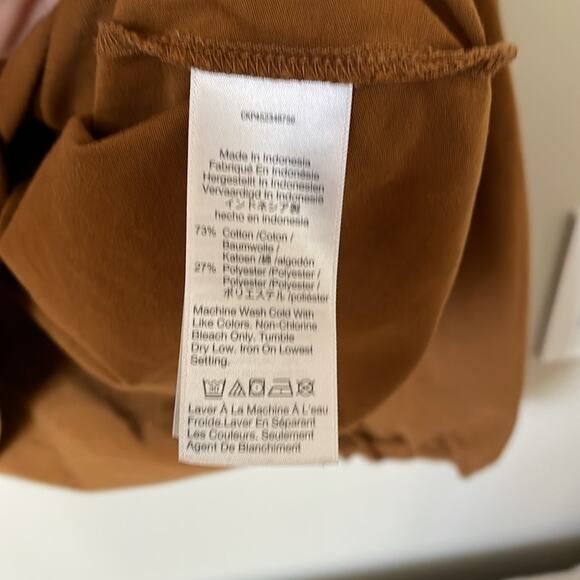 CKP452348750
Made In Indonesia
Fabriqué En Indonésie
Hergestellt In Indonesien
Vervaardigd In Indonesie
インドネシア製
hecho en indonesia
73% Cotton /Coton /
Baumwolle /
Katoen /綿 /algodón
27% Polyester /Polyester /
Polyester /Polyester /
ポリエステル /poliéster
Machine Wash Cold With
Like Colors. Non-Chlorine
Bleach Only. Tumble
Dry Low. Iron On Lowest
Setting.
30
Laver À La Machine À L'eau
Froide.Laver En Séparant
Les Couleurs. Seulement
Agent De Blanchiment